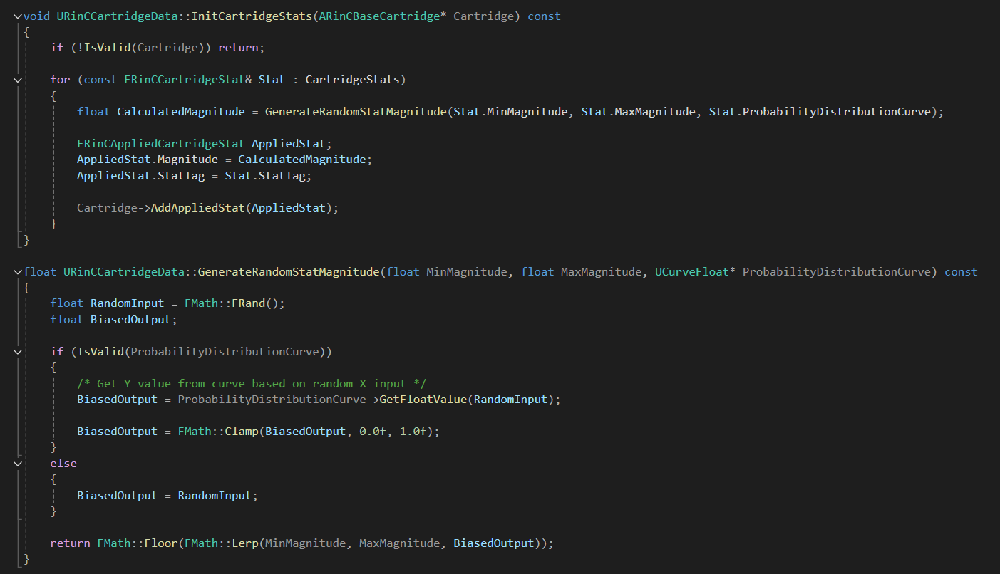 void URinCCartridgeData::InitCartridgeStats(ARinCBaseCartridge* Cartridge) const
{
    if (!IsValid(Cartridge)) return;

    for (const FRinCCartridgeStat& Stat : CartridgeStats)
    {
        float CalculatedMagnitude = GenerateRandomStatMagnitude(Stat.MinMagnitude, Stat.MaxMagnitude, Stat.ProbabilityDistributionCurve);

        FRinCAppliedCartridgeStat AppliedStat;
        AppliedStat.Magnitude = CalculatedMagnitude;
        AppliedStat.StatTag = Stat.StatTag;

        Cartridge->AddAppliedStat(AppliedStat);
    }
}

float URinCCartridgeData::GenerateRandomStatMagnitude(float MinMagnitude, float MaxMagnitude, UCurveFloat* ProbabilityDistributionCurve) const
{
    float RandomInput = FMath::FRand();
    float BiasedOutput;

    if (IsValid(ProbabilityDistributionCurve))
    {
        /* Get Y value from curve based on random X input */
        BiasedOutput = ProbabilityDistributionCurve->GetFloatValue(RandomInput);

        BiasedOutput = FMath::Clamp(BiasedOutput, 0.0f, 1.0f);
    }
    else
    {
        BiasedOutput = RandomInput;
    }

    return FMath::Floor(FMath::Lerp(MinMagnitude, MaxMagnitude, BiasedOutput));
}